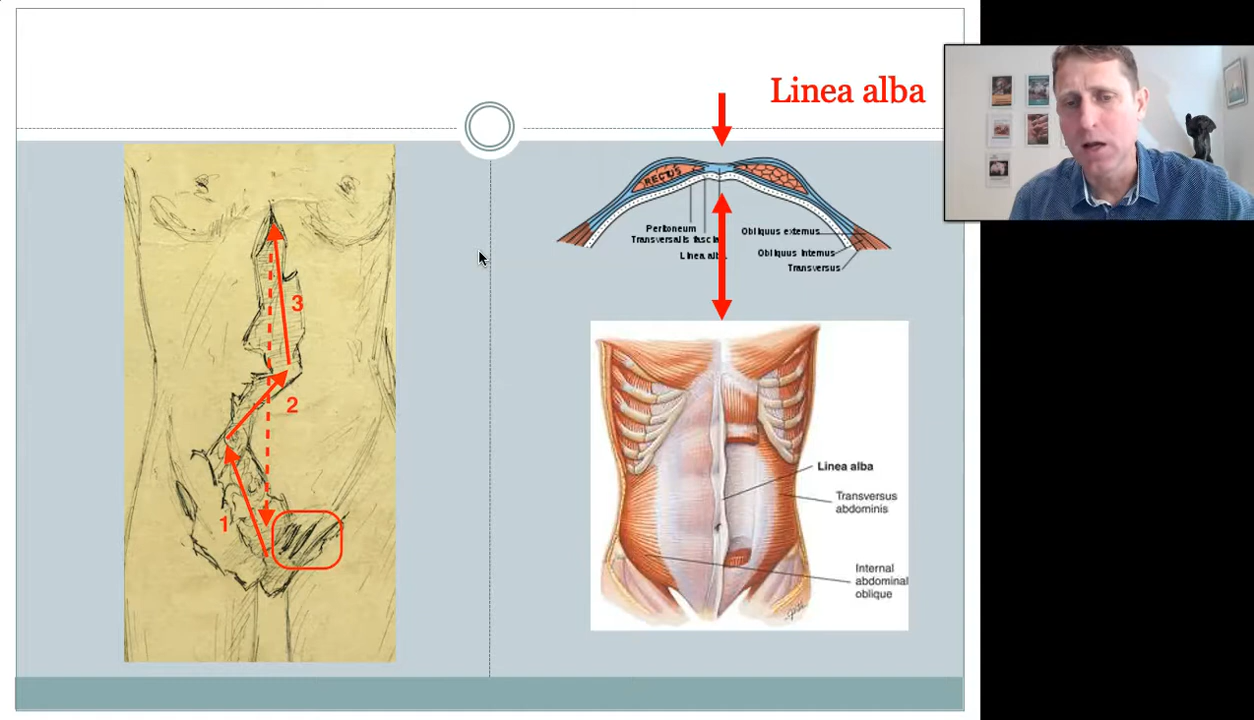 Linea alba
RECTUS
Peritoneum
Transversalis fascia
Linea alba
Obliquus externus
Obliquus internus
Transversus
3
2
1
Linea alba
Transversus
abdominis
Internal
abdominal
oblique